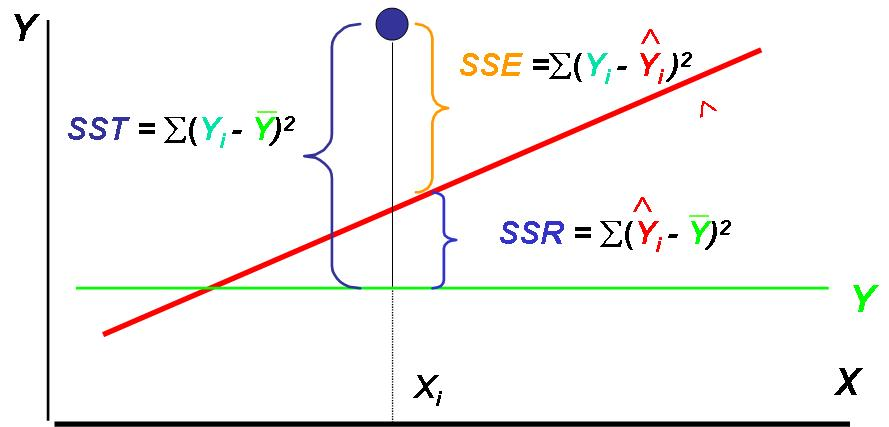 Y
SSE =∑(Yᵢ - Ŷᵢ)²
^
SST = ∑(Yᵢ - Ȳ)²
SSR = ∑(Ŷᵢ - Ȳ)²
Y
Xᵢ
X